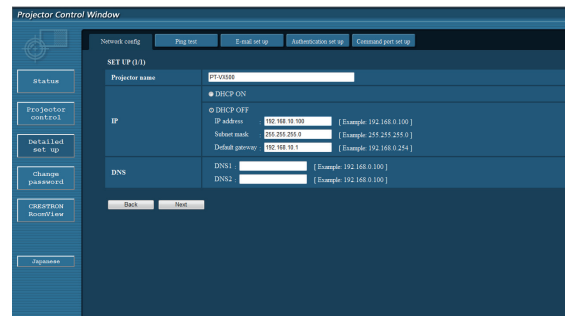 Projector Control Window
Network config Ping test E-mail set up Authentication set up Command port set up
SET UP (1/1)
Projector name PT-VX500
DHCP ON
DHCP OFF
IP
IP address : 192.168.10.100 [ Example: 192.168.0.100 ]
Subnet mask : 255.255.255.0 [ Example: 255.255.255.0 ]
Default gateway : 192.168.10.1 [ Example: 192.168.0.254 ]
DNS
DNS1 : [ Example: 192.168.0.100 ]
DNS2 : [ Example: 192.168.0.100 ]
Back Next
Status
Projector
control
Detailed
set up
Change
password
CRESTRON
RoomView
Japanese